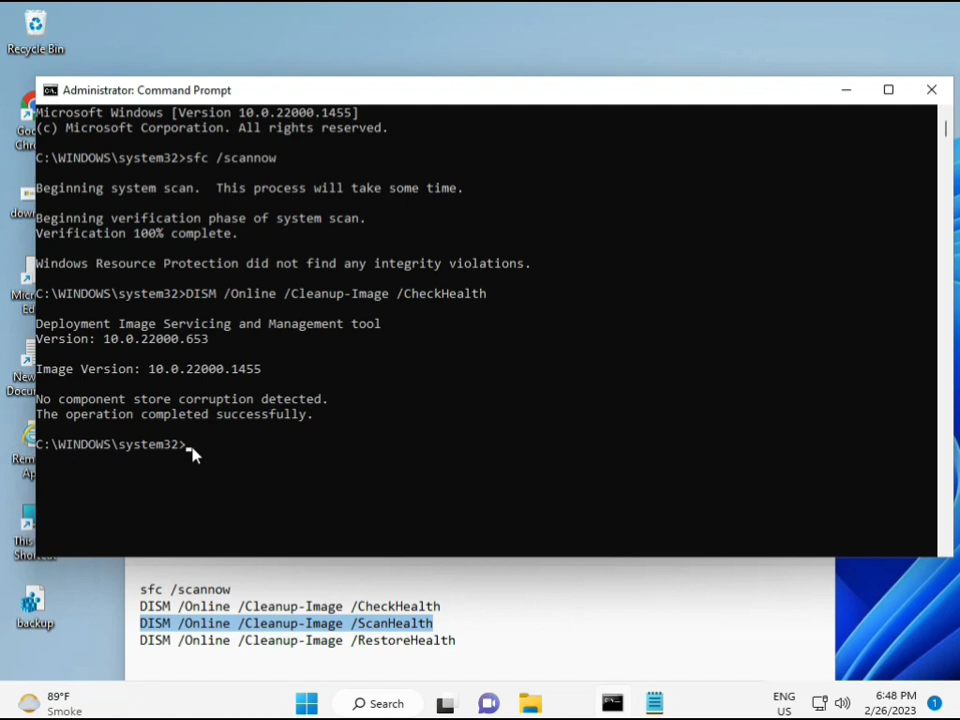 Recycle Bin
Administrator: Command Prompt
Microsoft Windows [Version 10.0.22000.1455]
(c) Microsoft Corporation. All rights reserved.
C:\WINDOWS\system32>sfc /scannow
Beginning system scan.  This process will take some time.
Beginning verification phase of system scan.
Verification 100% complete.
Windows Resource Protection did not find any integrity violations.
C:\WINDOWS\system32>DISM /Online /Cleanup-Image /CheckHealth
Deployment Image Servicing and Management tool
Version: 10.0.22000.653
Image Version: 10.0.22000.1455
No component store corruption detected.
The operation completed successfully.
C:\WINDOWS\system32>
backup
sfc /scannow
DISM /Online /Cleanup-Image /CheckHealth
DISM /Online /Cleanup-Image /ScanHealth
DISM /Online /Cleanup-Image /RestoreHealth
89°F
Smoke
Search
ENG
US
6:48 PM
2/26/2023
1